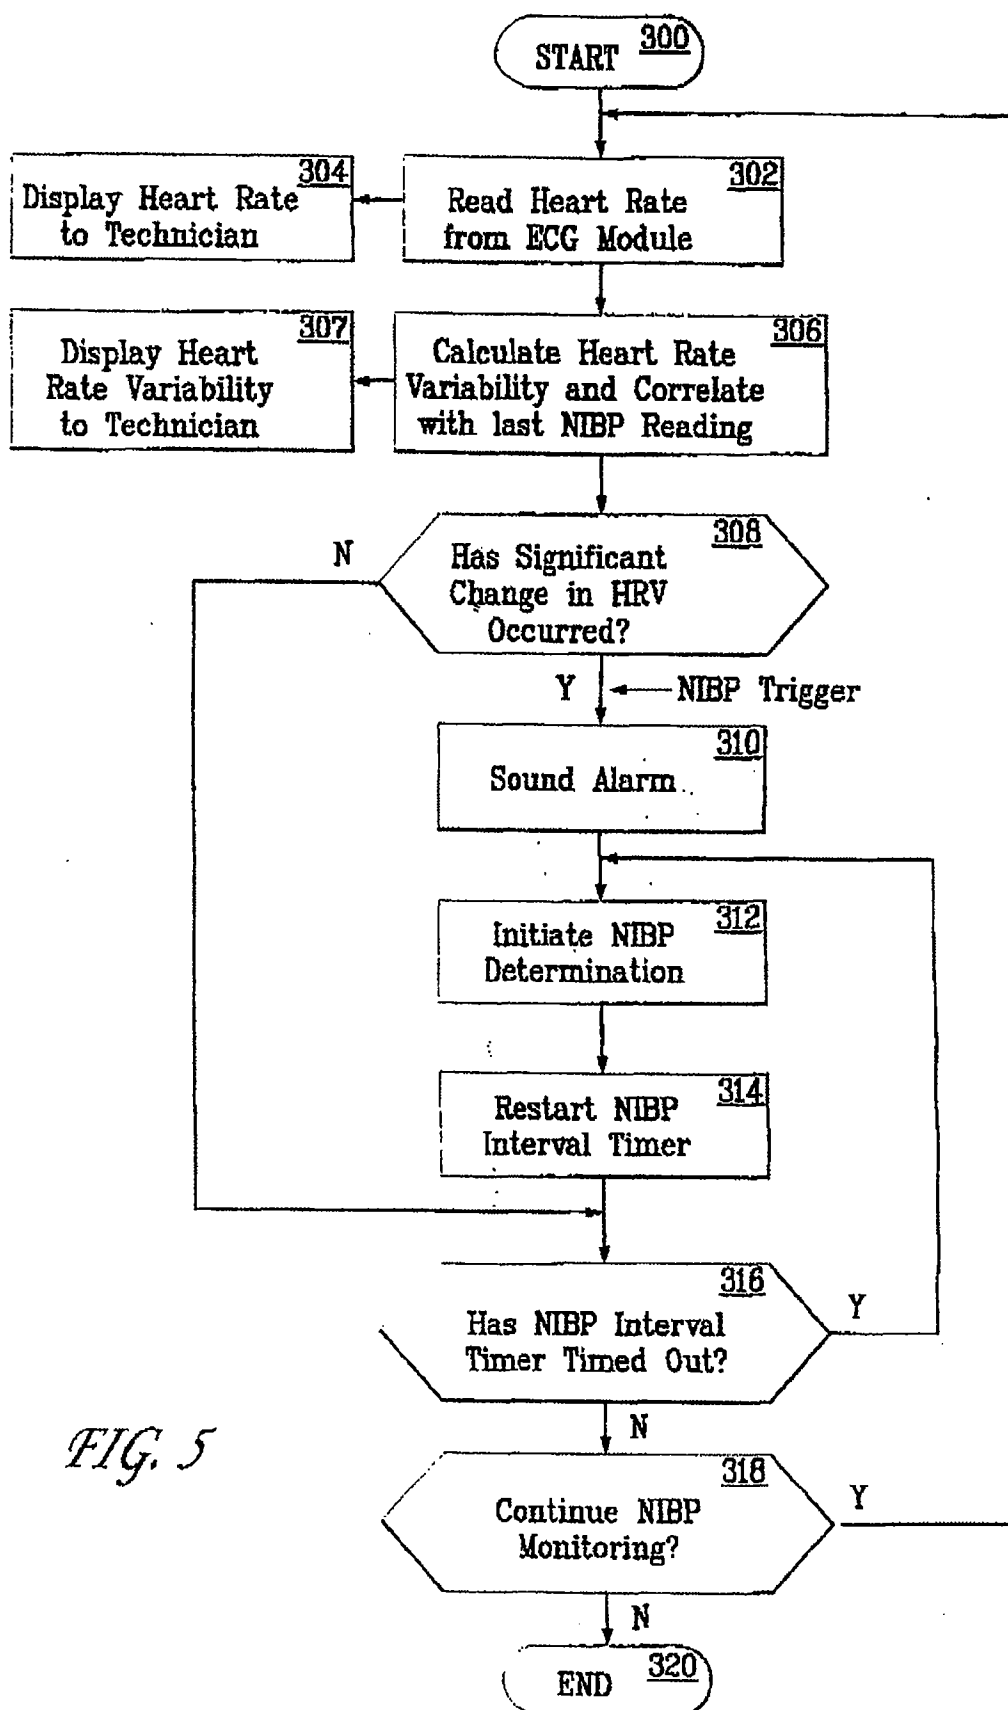 300
START
304
Display Heart Rate
to Technician
302
Read Heart Rate
from ECG Module
307
Display Heart
Rate Variability
to Technician
306
Calculate Heart Rate
Variability and Correlate
with last NIBP Reading
308
N
Has Significant
Change in HRV
Occurred?
Y
NIBP Trigger
310
Sound Alarm
312
Initiate NIBP
Determination
314
Restart NIBP
Interval Timer
316
Has NIBP Interval
Timer Timed Out?
Y
N
FIG. 5
318
Continue NIBP
Monitoring?
Y
N
320
END